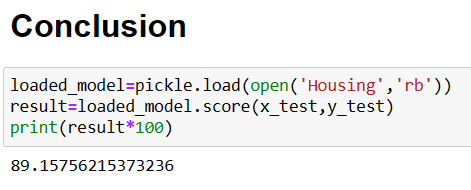 Conclusion
loaded_model=pickle.load(open('Housing','rb'))
result=loaded_model.score(x_test,y_test)
print(result*100)
89.15756215373236